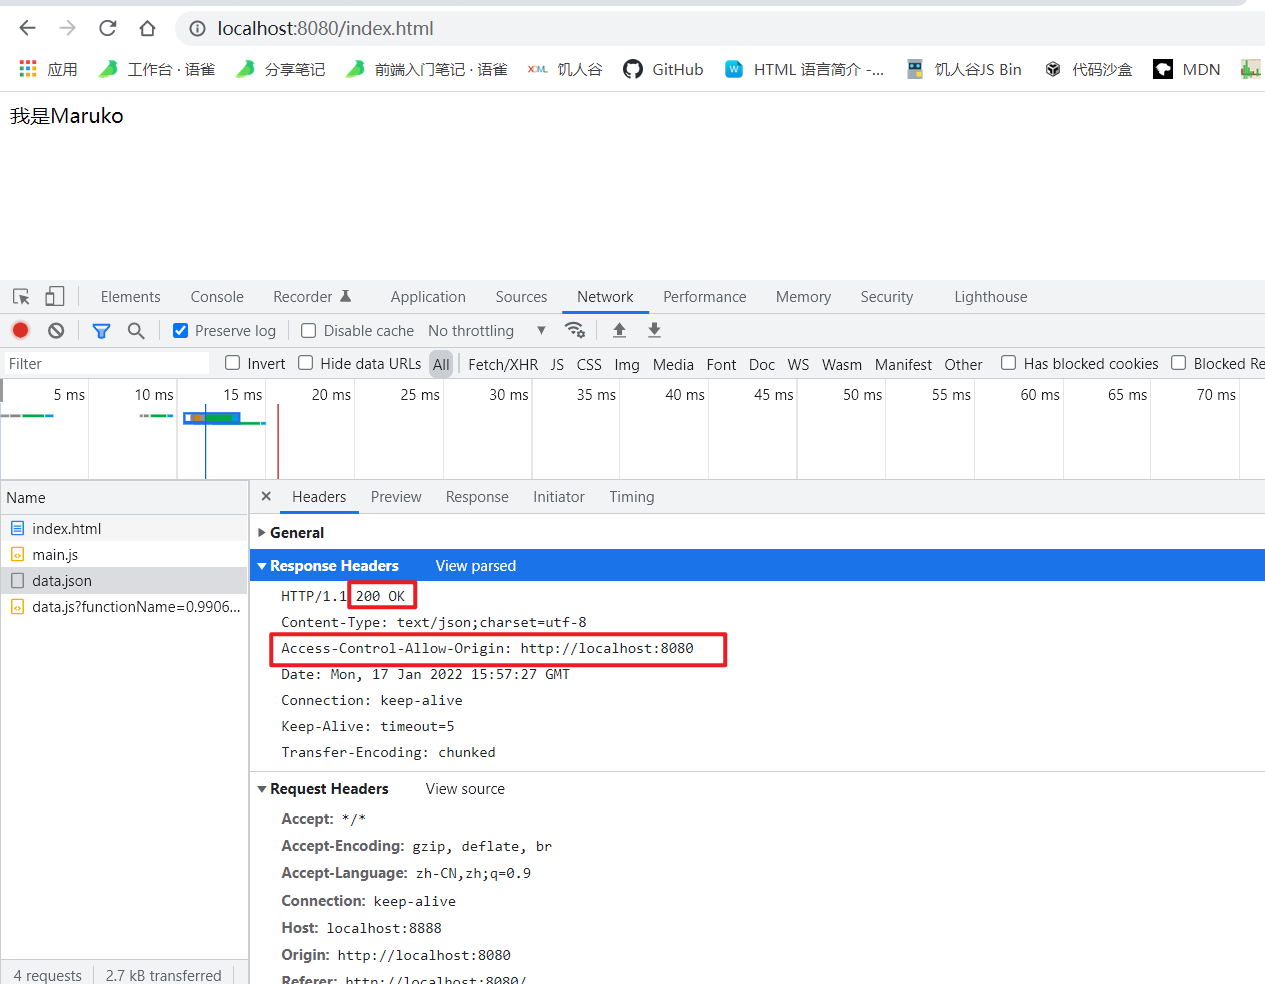 localhost:8080/index.html
应用 工作台 · 语雀 分享笔记 前端入门笔记 · 语雀 XDML 饥人谷 GitHub W HTML 语言简介 -... 饥人谷JS Bin 代码沙盒 MDN
我是Maruko
Elements Console Recorder Application Sources Network Performance Memory Security Lighthouse
Preserve log Disable cache No throttling
Filter Invert Hide data URLs All Fetch/XHR JS CSS Img Media Font Doc WS Wasm Manifest Other Has blocked cookies Blocked Re
5 ms 10 ms 15 ms 20 ms 25 ms 30 ms 35 ms 40 ms 45 ms 50 ms 55 ms 60 ms 65 ms 70 ms
Name
index.html
main.js
data.json
data.js?functionName=0.9906...
4 requests 2.7 kB transferred
Headers Preview Response Initiator Timing
General
Response Headers View parsed
HTTP/1.1 200 OK
Content-Type: text/json;charset=utf-8
Access-Control-Allow-Origin: http://localhost:8080
Date: Mon, 17 Jan 2022 15:57:27 GMT
Connection: keep-alive
Keep-Alive: timeout=5
Transfer-Encoding: chunked
Request Headers View source
Accept: */*
Accept-Encoding: gzip, deflate, br
Accept-Language: zh-CN,zh;q=0.9
Connection: keep-alive
Host: localhost:8888
Origin: http://localhost:8080
Referer: http://localhost:8080/